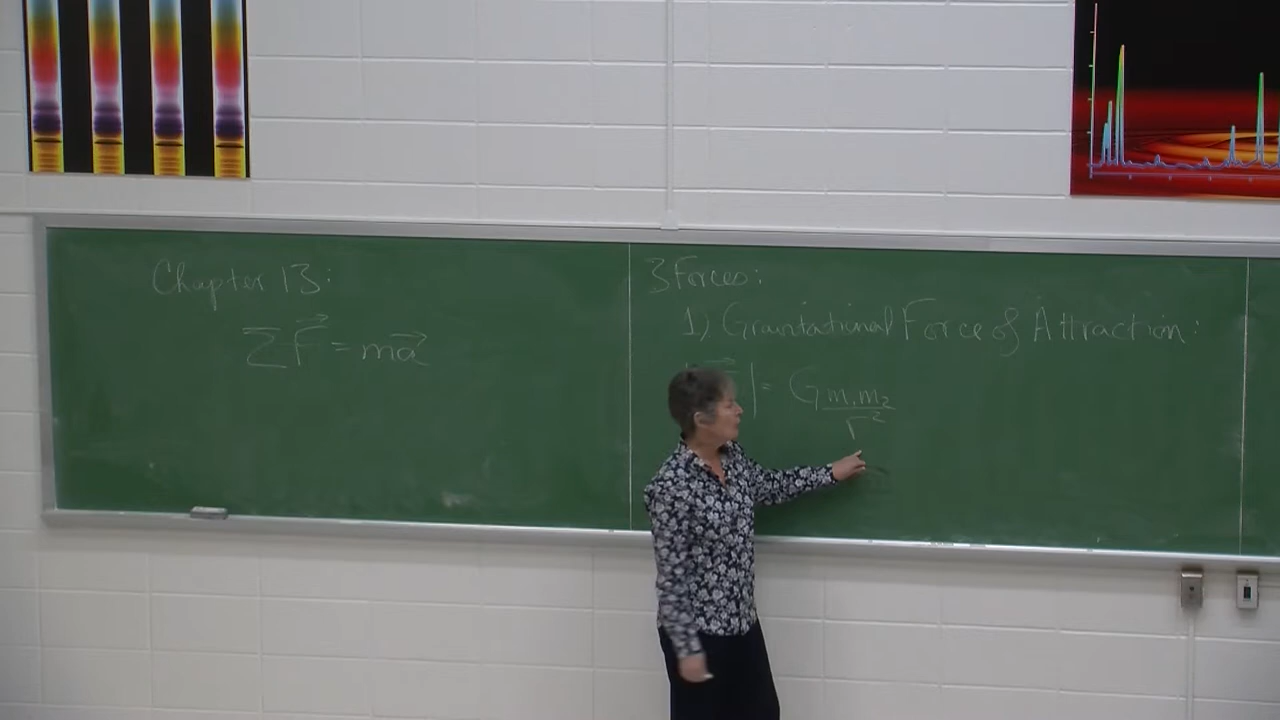 Chapter 13:
ΣF⃗ = ma⃗
3 Forces:
1) Gravitational Force of Attraction:
| = G m₁m₂/r²